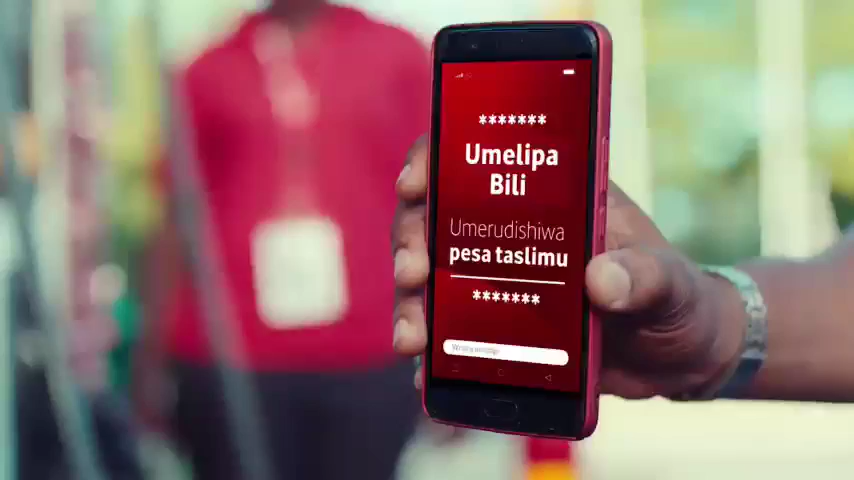 *******
Umelipa
Bili
Umerudishiwa
pesa taslimu
*******